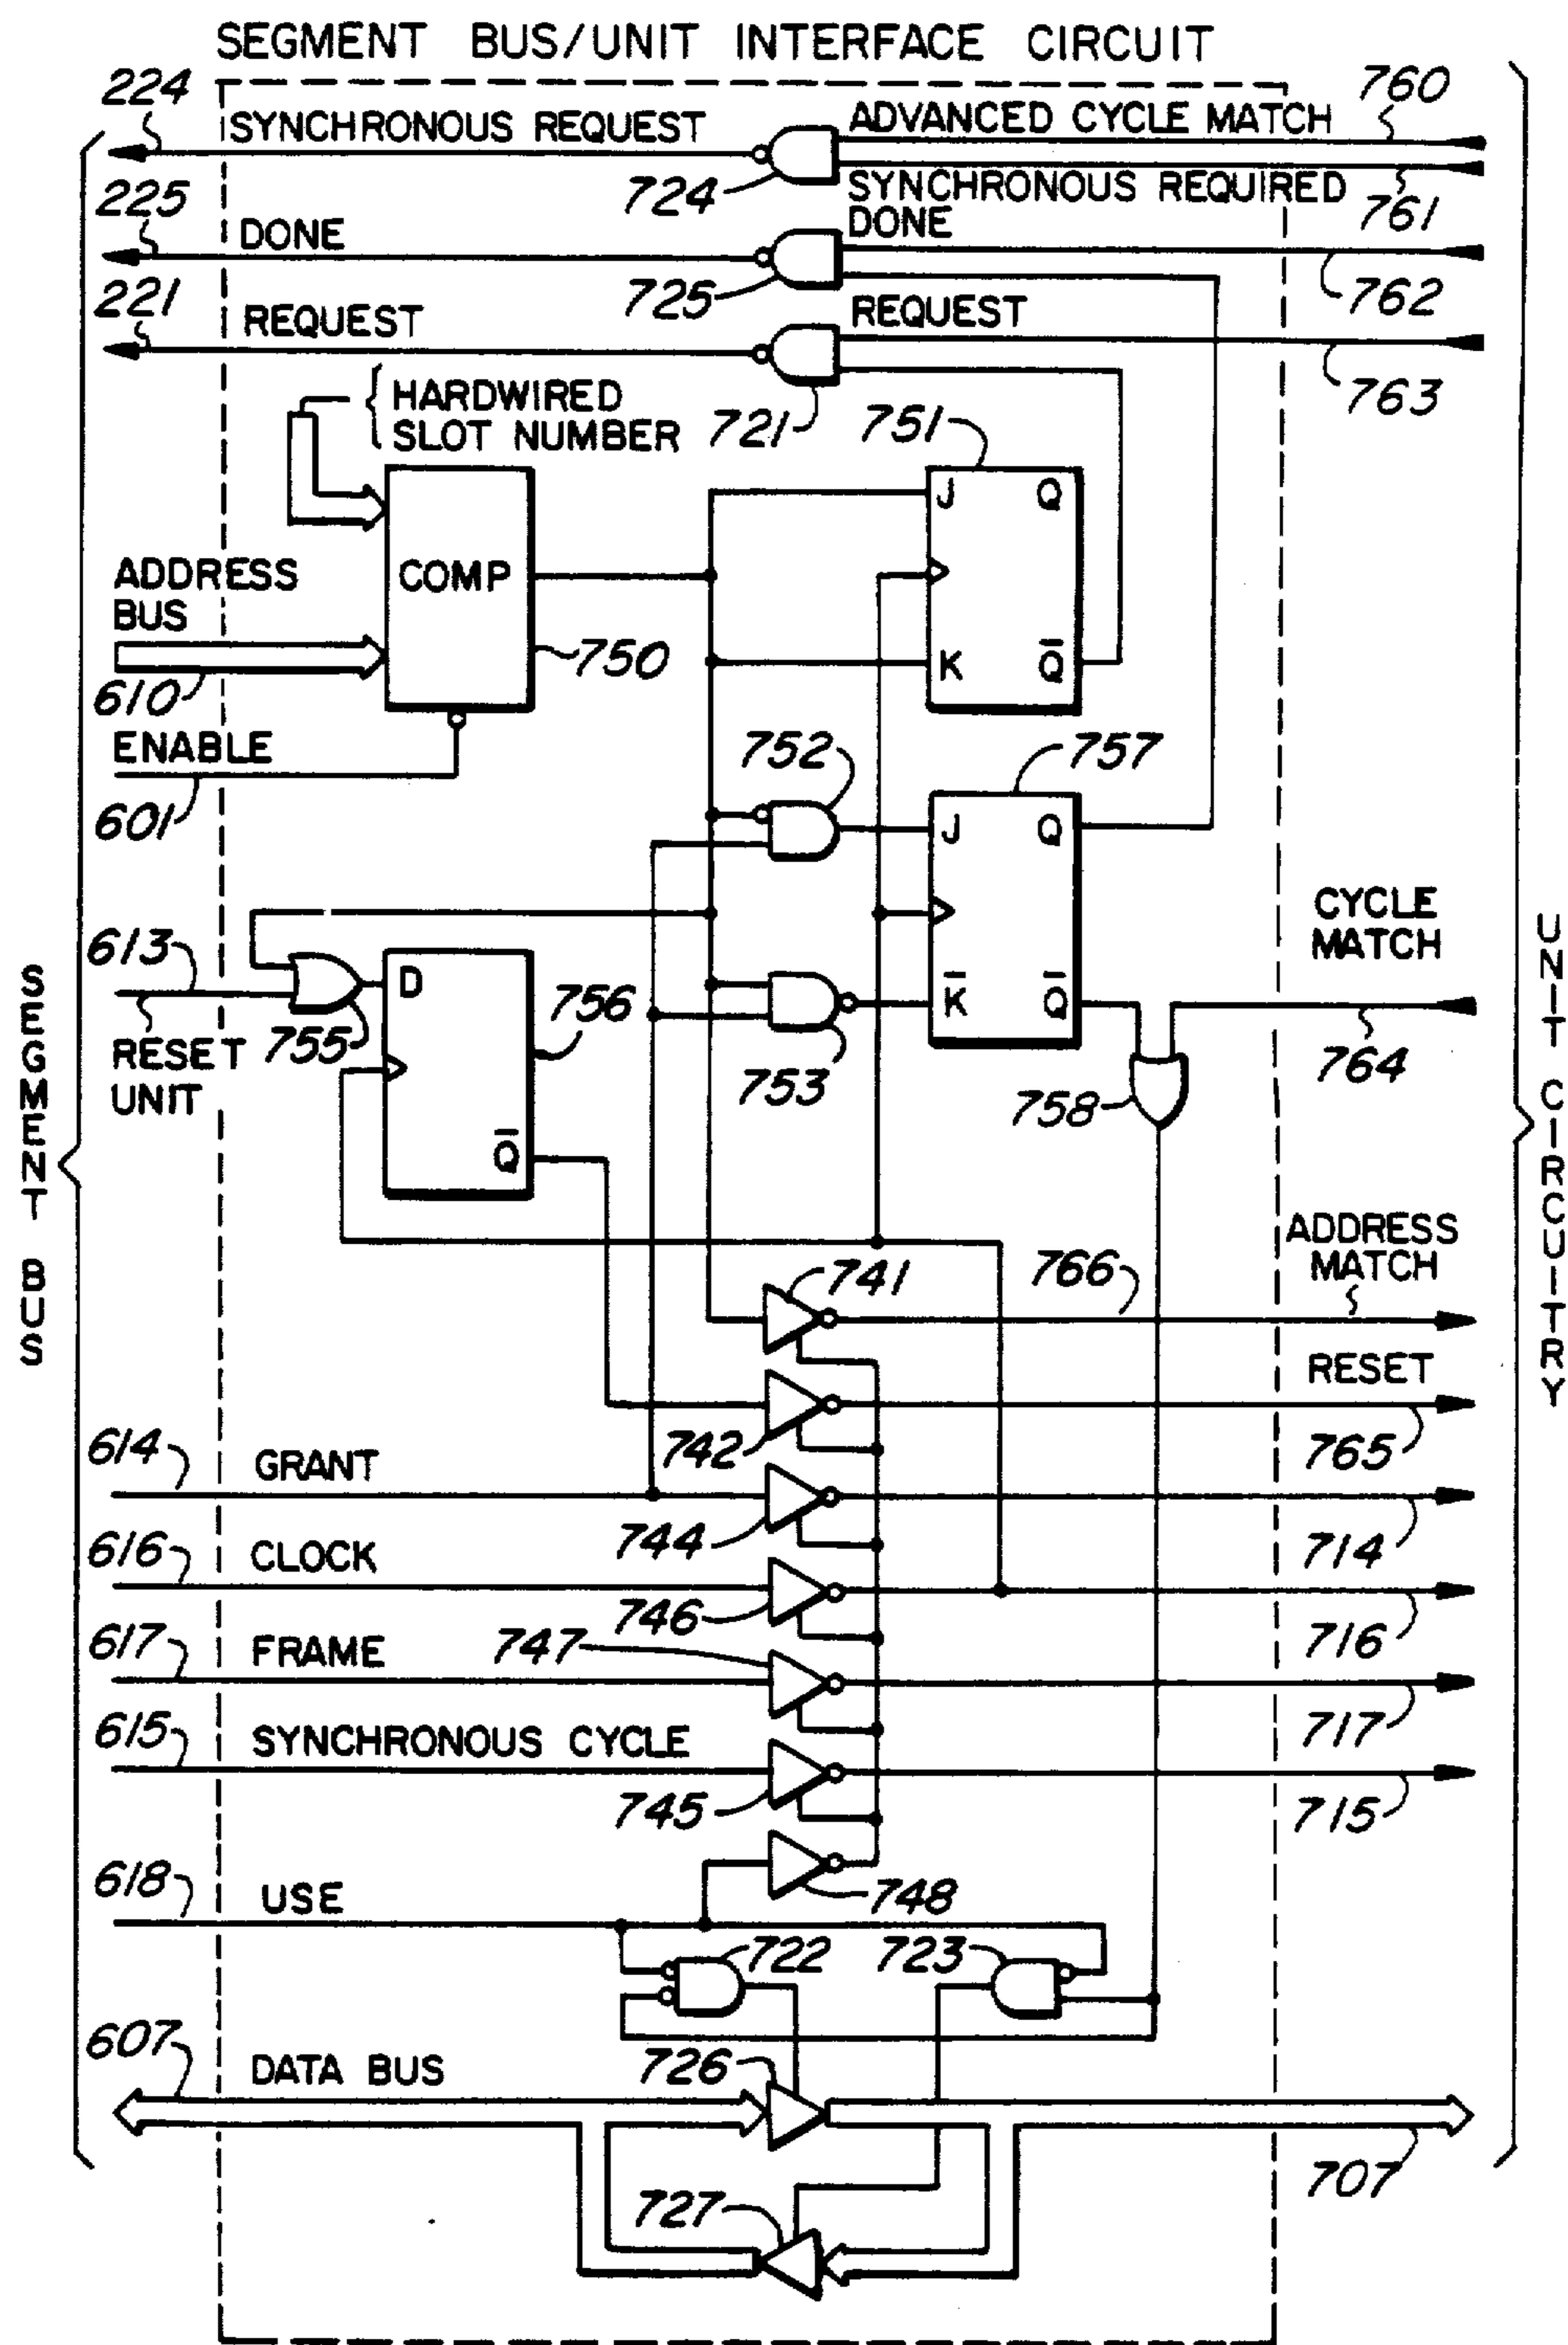 SEGMENT BUS/UNIT INTERFACE CIRCUIT
224
SYNCHRONOUS REQUEST
724
ADVANCED CYCLE MATCH
760
SYNCHRONOUS REQUIRED
761
225
DONE
725
DONE
762
221
REQUEST
721
REQUEST
763
HARDWIRED
SLOT NUMBER
751
J Q
K Q̅
COMP
750
ADDRESS
BUS
610
ENABLE
601
752
757
J Q
K̅ Q̅
753
CYCLE
MATCH
764
758
613
RESET
UNIT
755
D
Q̅
756
SEGMENT BUS
UNIT CIRCUITRY
741
766
ADDRESS
MATCH
742
RESET
765
614
GRANT
744
714
616
CLOCK
746
716
617
FRAME
747
717
615
SYNCHRONOUS CYCLE
745
715
618
USE
748
722
723
607
DATA BUS
726
707
727